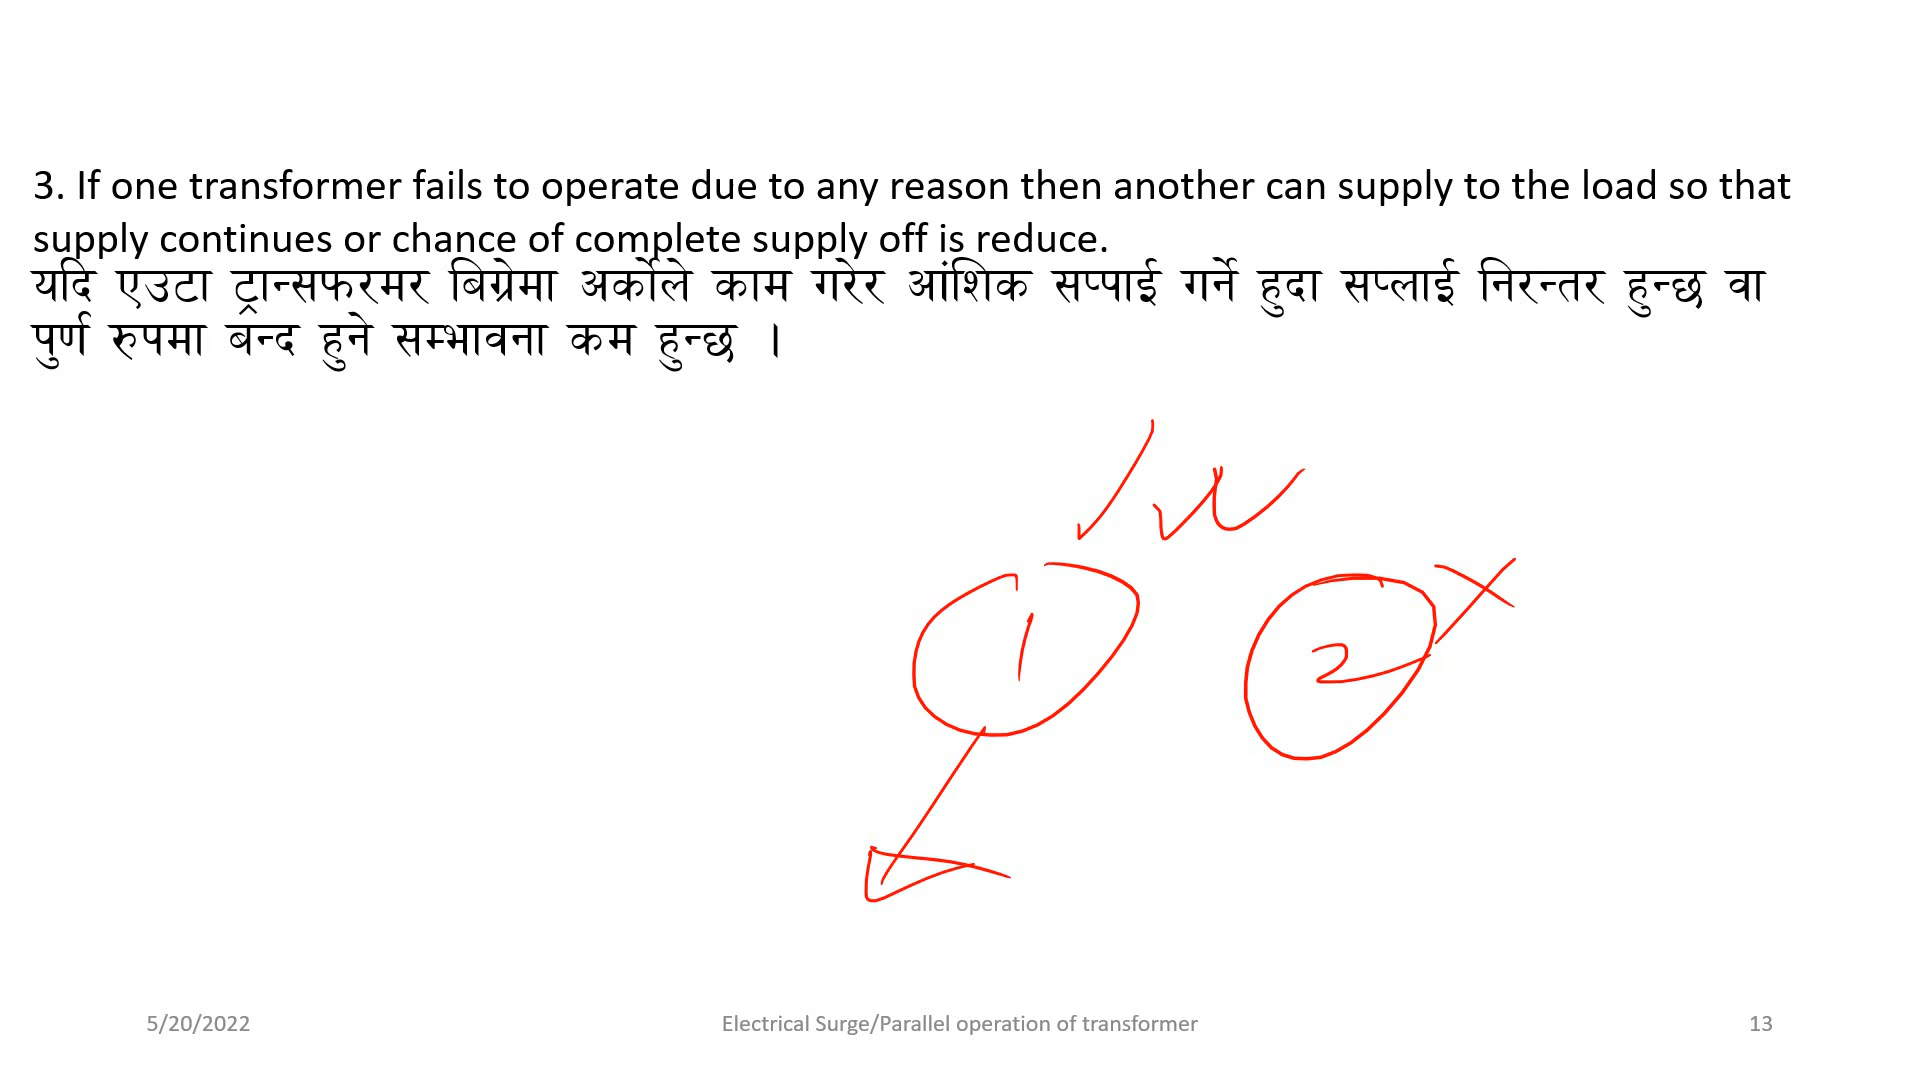 3. If one transformer fails to operate due to any reason then another can supply to the load so that
supply continues or chance of complete supply off is reduce.
यदि एउटा ट्रान्सफरमर बिग्रेमा अर्कोले काम गरेर आंशिक सप्पाई गर्ने हुदा सप्लाई निरन्तर हुन्छ वा
पुर्ण रुपमा बन्द हुने सम्भावना कम हुन्छ ।
1
2
5/20/2022
Electrical Surge/Parallel operation of transformer
13